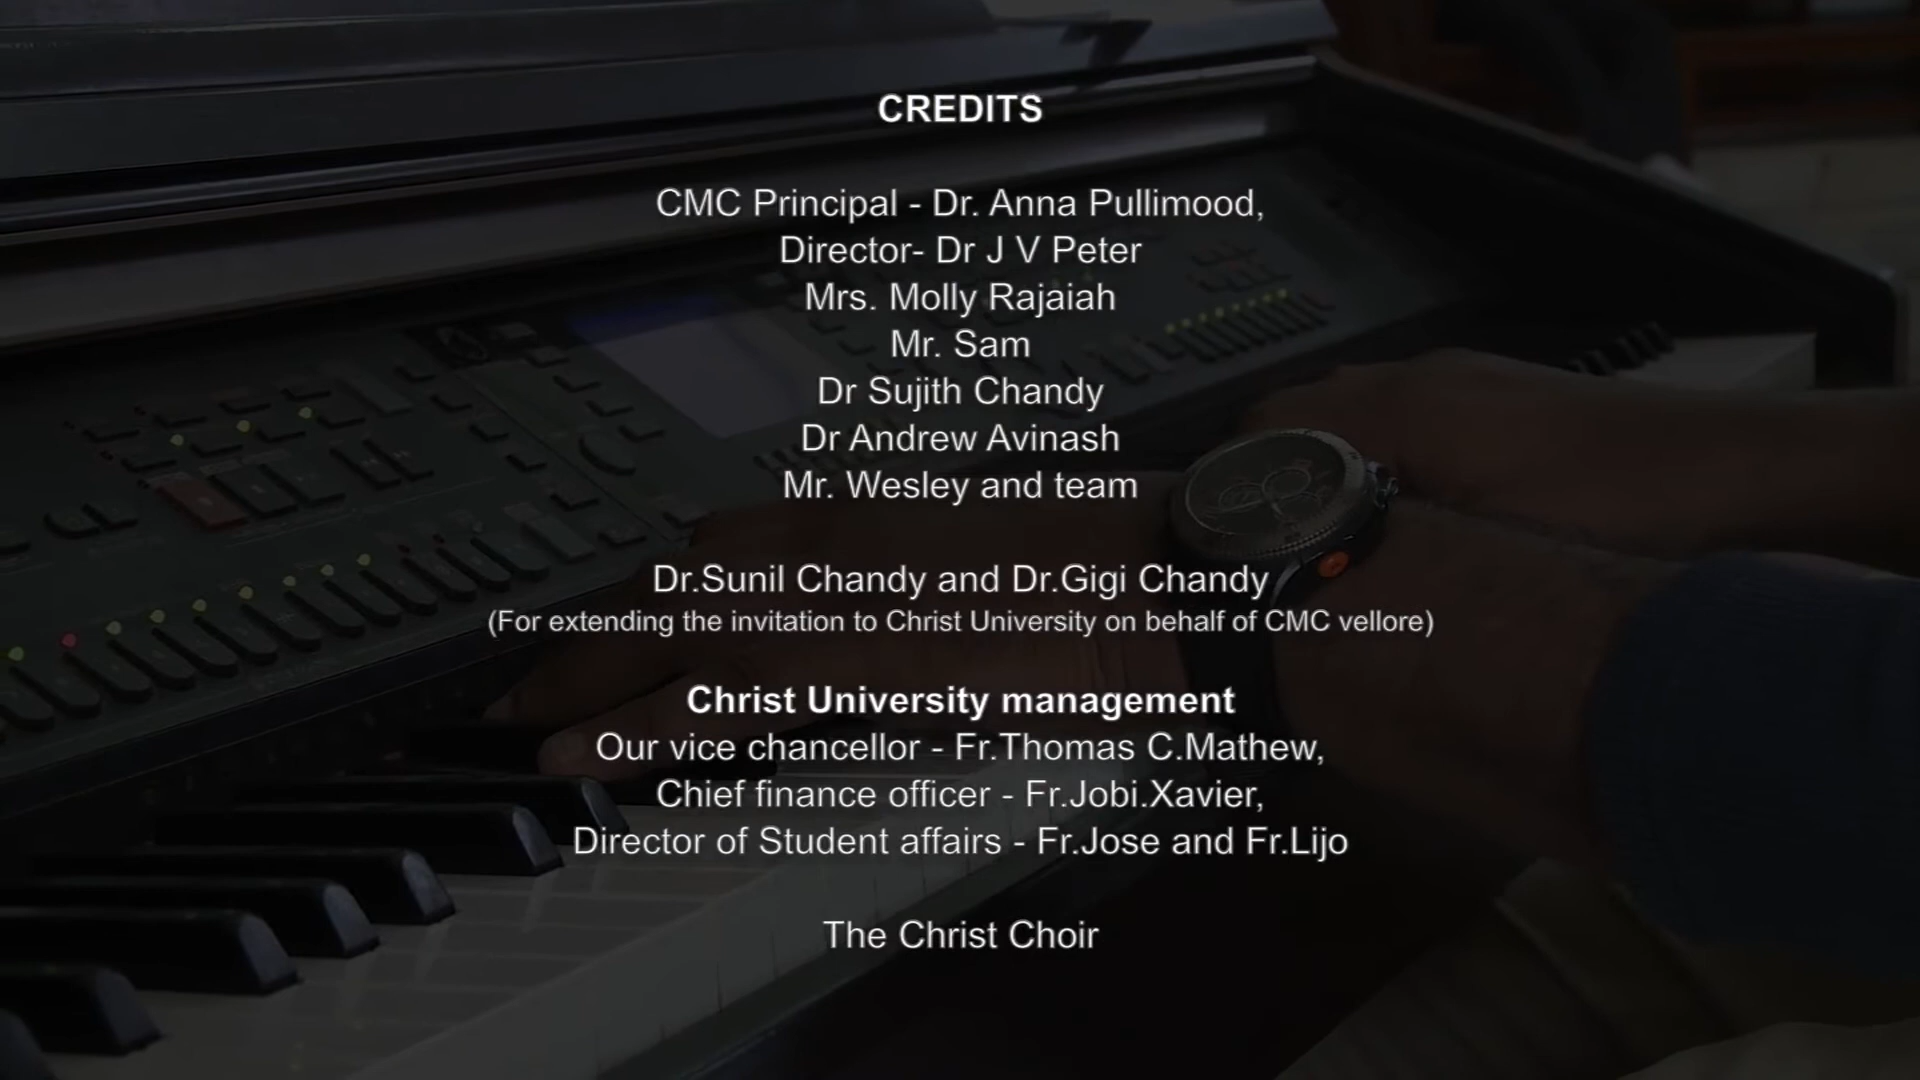 CREDITS
CMC Principal - Dr. Anna Pullimood,
Director- Dr J V Peter
Mrs. Molly Rajaiah
Mr. Sam
Dr Sujith Chandy
Dr Andrew Avinash
Mr. Wesley and team
Dr.Sunil Chandy and Dr.Gigi Chandy
(For extending the invitation to Christ University on behalf of CMC vellore)
Christ University management
Our vice chancellor - Fr.Thomas C.Mathew,
Chief finance officer - Fr.Jobi.Xavier,
Director of Student affairs - Fr.Jose and Fr.Lijo
The Christ Choir